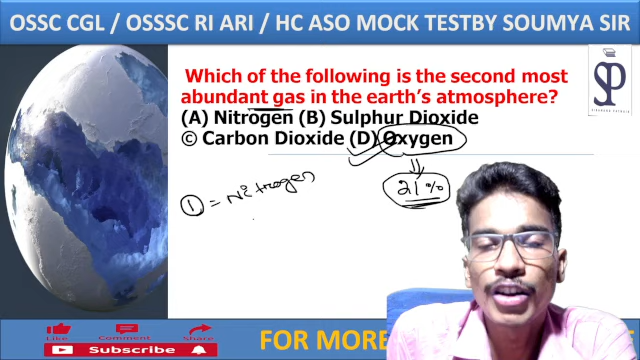 OSSC CGL / OSSSC RI ARI / HC ASO MOCK TESTBY SOUMYA SIR
Which of the following is the second most
abundant gas in the earth's atmosphere?
(A) Nitrogen (B) Sulphur Dioxide
© Carbon Dioxide (D) Oxygen
21%
① = Nitrogen
SP
Like
Comment
Share
Subscribe
FOR MORE